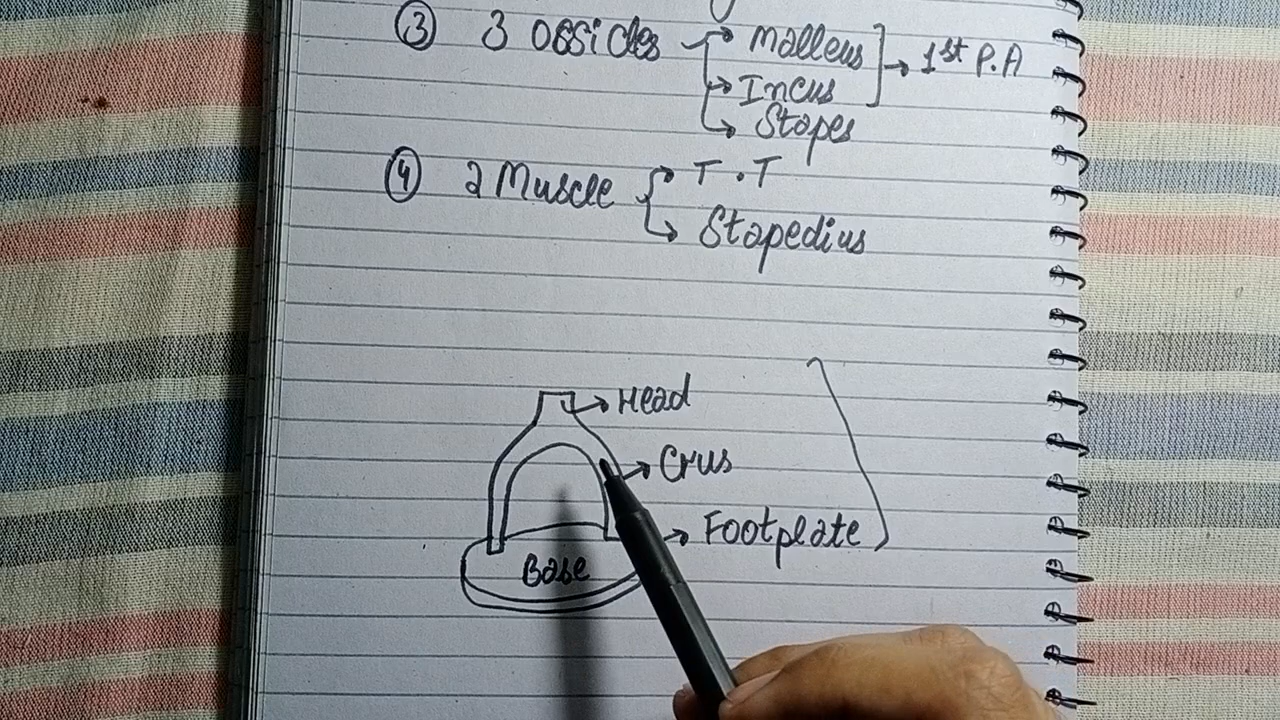 ③ 3 Ossicles → Malleus ] → 1st P.A
→ Incus
→ Stapes
④ 2 Muscle → T.T
→ Stapedius
→ Head
→ Crus
→ Footplate
Base